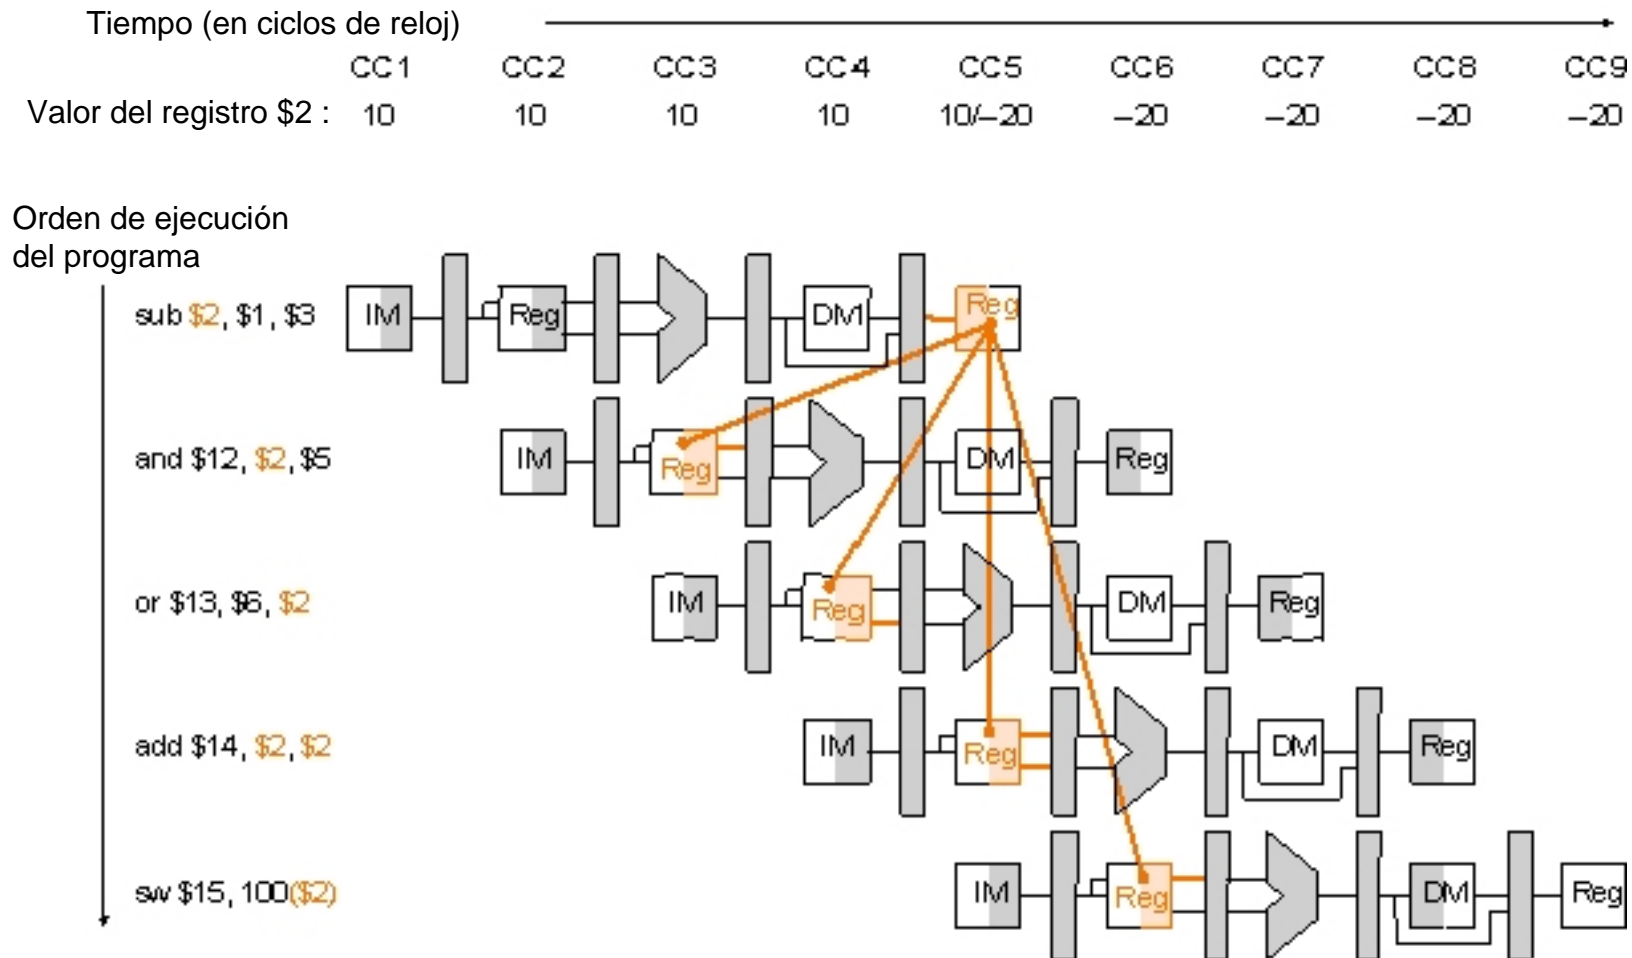 Tiempo (en ciclos de reloj)
CC1 CC2 CC3 CC4 CC5 CC6 CC7 CC8 CC9
Valor del registro $2 : 10 10 10 10 10/–20 –20 –20 –20 –20
Orden de ejecución
del programa
sub $2, $1, $3 IM Reg DM Reg
and $12, $2, $5 IM Reg DM Reg
or $13, $6, $2 IM Reg DM Reg
add $14, $2, $2 IM Reg DM Reg
sw $15, 100($2) IM Reg DM Reg